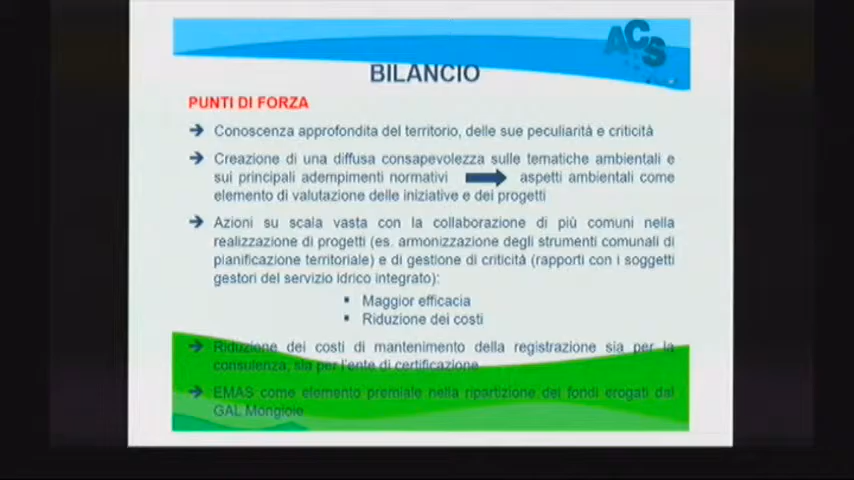 ACS
BILANCIO
PUNTI DI FORZA
Conoscenza approfondita del territorio, delle sue peculiarità e criticità
Creazione di una diffusa consapevolezza sulle tematiche ambientali e
sui principali adempimenti normativi aspetti ambientali come
elemento di valutazione delle iniziative e dei progetti
Azioni su scala vasta con la collaborazione di più comuni nella
realizzazione di progetti (es. armonizzazione degli strumenti comunali di
pianificazione territoriale) e di gestione di criticità (rapporti con i soggetti
gestori del servizio idrico integrato):
Maggior efficacia
Riduzione dei costi
Riduzione dei costi di mantenimento della registrazione sia per la
consulenza, sia per l'ente di certificazione
EMAS come elemento premiale nella ripartizione dei fondi erogati dal
GAL Mongioie